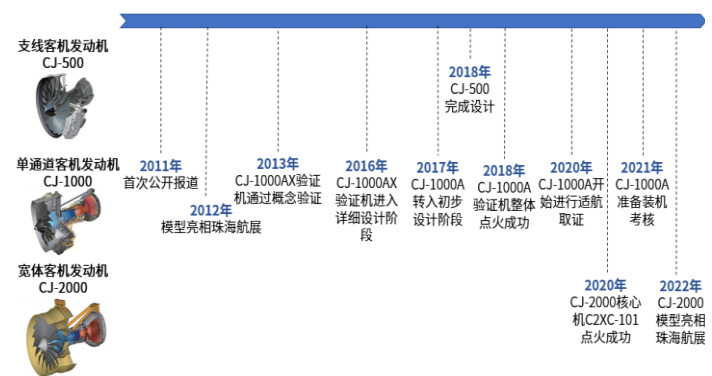 支线客机发动机
CJ-500
2018年
CJ-500
完成设计
单通道客机发动机
CJ-1000
2011年
首次公开报道
2012年
模型亮相珠海航展
2013年
CJ-1000AX验证
机通过概念验证
2016年
CJ-1000AX
验证机进入
详细设计阶
段
2017年
CJ-1000A
转入初步
设计阶段
2018年
CJ-1000A
验证机整体
点火成功
2020年
CJ-1000A开
始进行适航
取证
2021年
CJ-1000A
准备装机
考核
宽体客机发动机
CJ-2000
2020年
CJ-2000核心
机C2XC-101
点火成功
2022年
CJ-2000
模型亮相
珠海航展